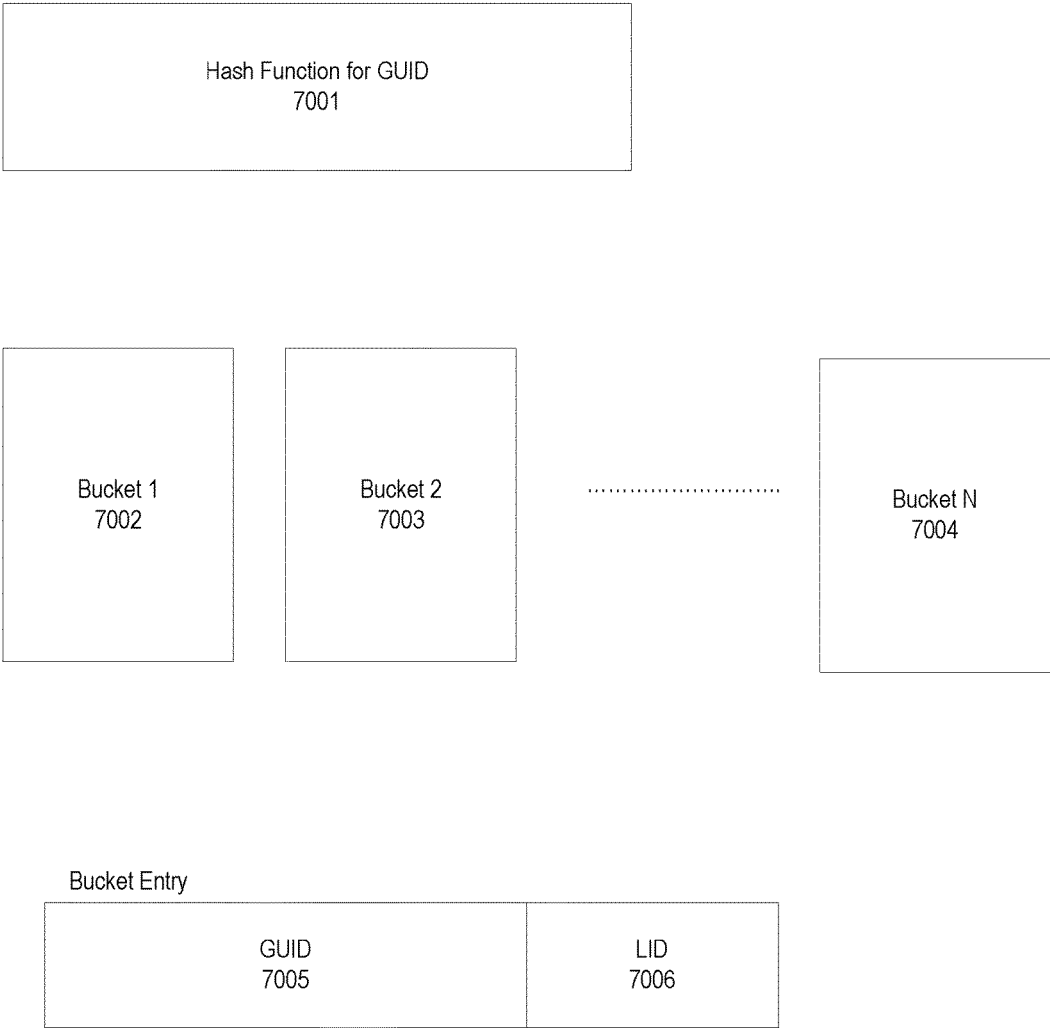 Hash Function for GUID
7001
Bucket 1
7002
Bucket 2
7003
Bucket N
7004
Bucket Entry
GUID
7005
LID
7006